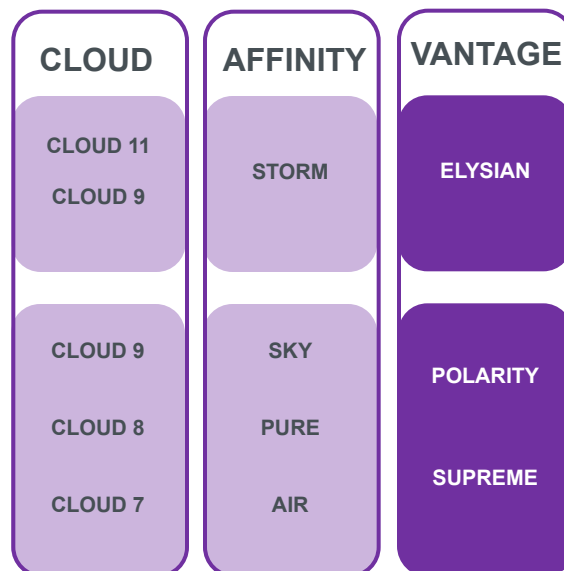 CLOUD
CLOUD 11
CLOUD 9
CLOUD 9
CLOUD 8
CLOUD 7
AFFINITY
STORM
SKY
PURE
AIR
VANTAGE
ELYSIAN
POLARITY
SUPREME